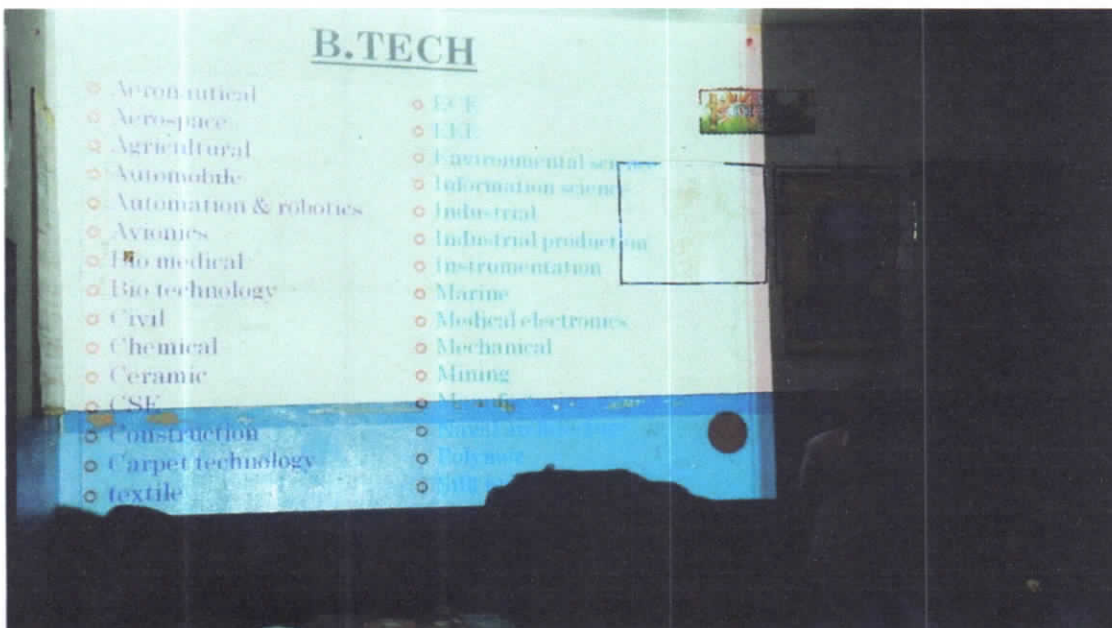 B.TECH
Aeronautical
Aerospace
Agricultural
Automobile
Automation & robotics
Avionics
Bio medical
Bio technology
Civil
Chemical
Ceramic
CSE
Construction
Carpet technology
textile
ECE
EEE
Environmental science
Information science
Industrial
Industrial production
Instrumentation
Marine
Medical electronics
Mechanical
Mining
Polymer